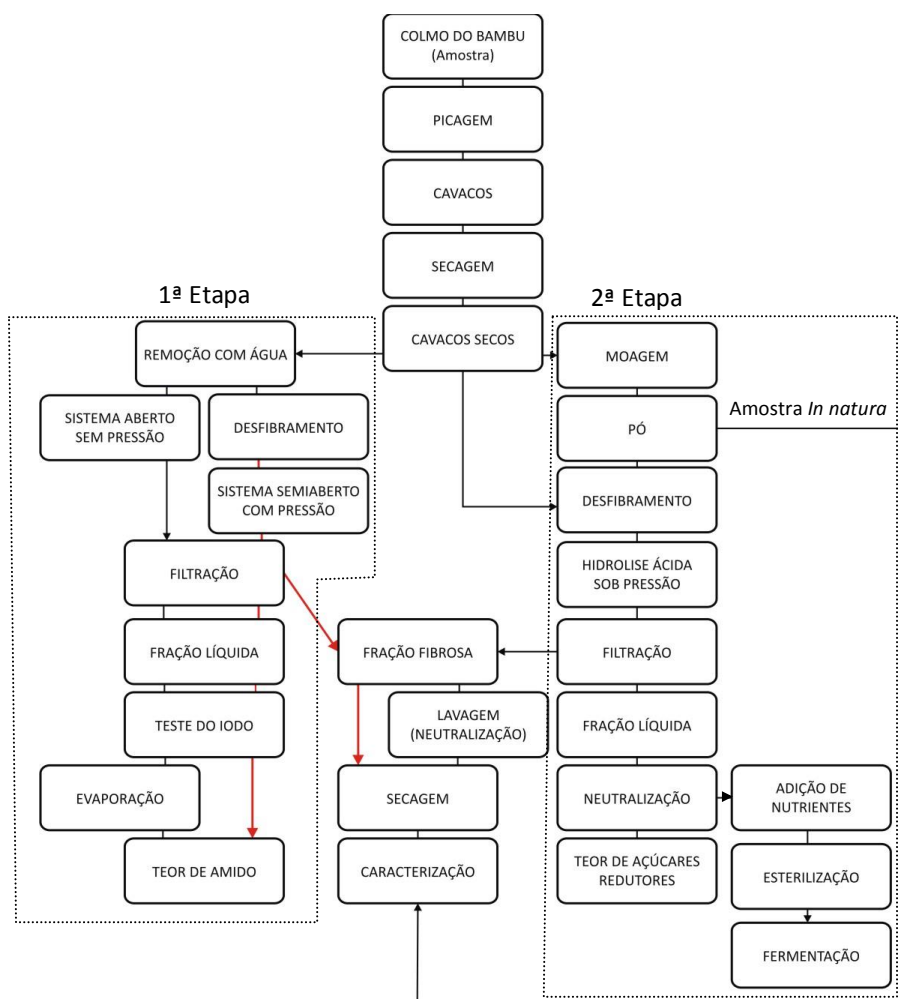 COLMO DO BAMBU
(Amostra)
PICAGEM
CAVACOS
SECAGEM
CAVACOS SECOS
1ª Etapa
REMOÇÃO COM ÁGUA
SISTEMA ABERTO
SEM PRESSÃO
DESFIBRAMENTO
SISTEMA SEMIABERTO
COM PRESSÃO
FILTRAÇÃO
FRAÇÃO LÍQUIDA
TESTE DO IODO
EVAPORAÇÃO
TEOR DE AMIDO
FRAÇÃO FIBROSA
LAVAGEM
(NEUTRALIZAÇÃO)
SECAGEM
CARACTERIZAÇÃO
2ª Etapa
MOAGEM
PÓ
Amostra In natura
DESFIBRAMENTO
HIDROLISE ÁCIDA
SOB PRESSÃO
FILTRAÇÃO
FRAÇÃO LÍQUIDA
NEUTRALIZAÇÃO
TEOR DE AÇÚCARES
REDUTORES
ADIÇÃO DE
NUTRIENTES
ESTERILIZAÇÃO
FERMENTAÇÃO